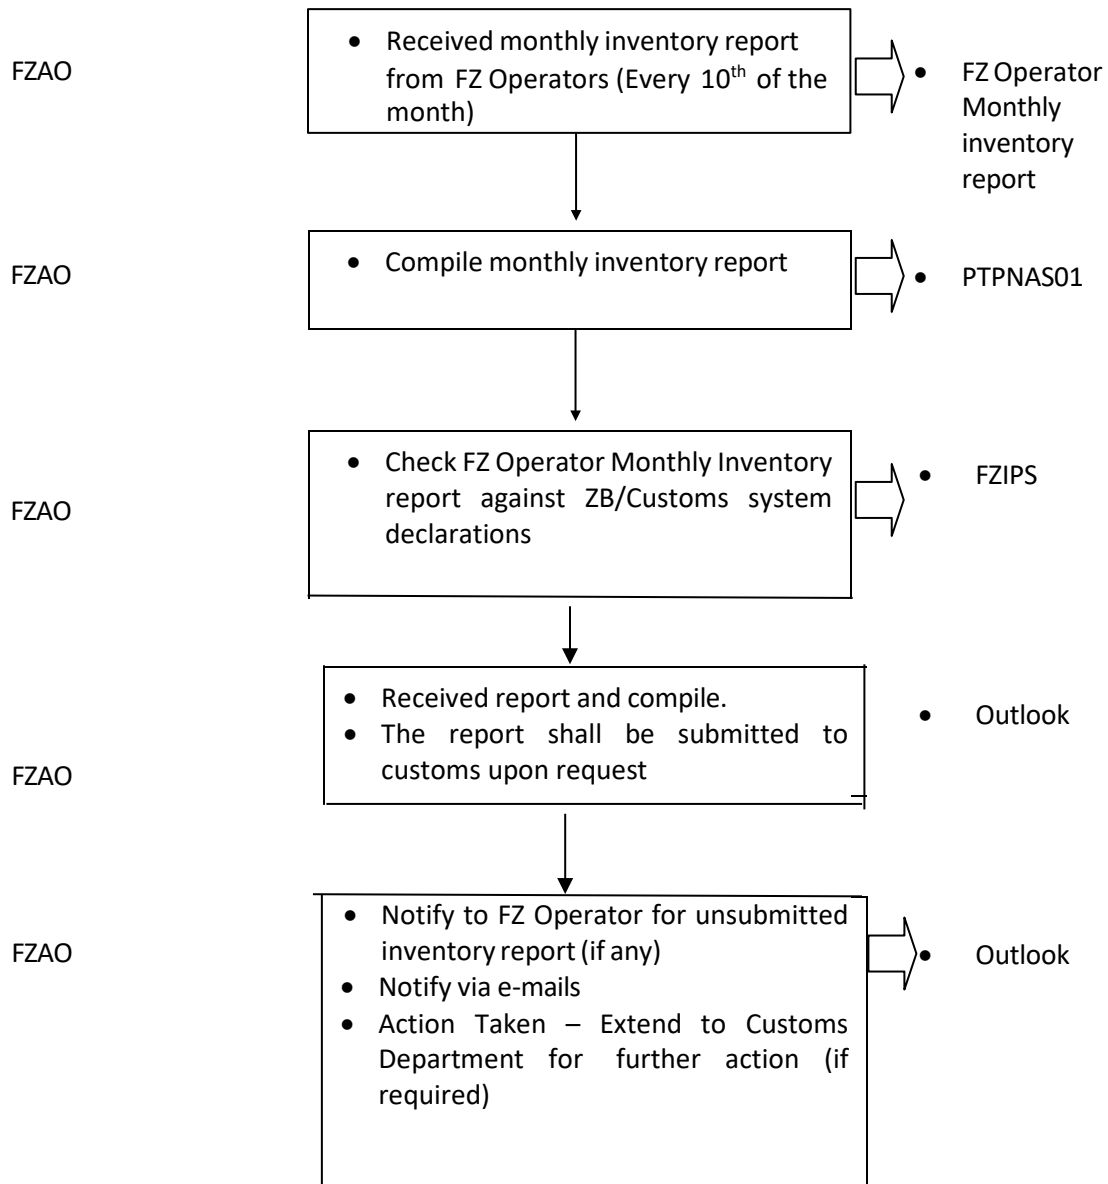 FZAO
• Received monthly inventory report
from FZ Operators (Every 10th of the
month)
• FZ Operator
Monthly
inventory
report
FZAO
• Compile monthly inventory report
• PTPNAS01
FZAO
• Check FZ Operator Monthly Inventory
report against ZB/Customs system
declarations
• FZIPS
FZAO
• Received report and compile.
• The report shall be submitted to
customs upon request
• Outlook
FZAO
• Notify to FZ Operator for unsubmitted
inventory report (if any)
• Notify via e-mails
• Action Taken – Extend to Customs
Department for further action (if
required)
• Outlook